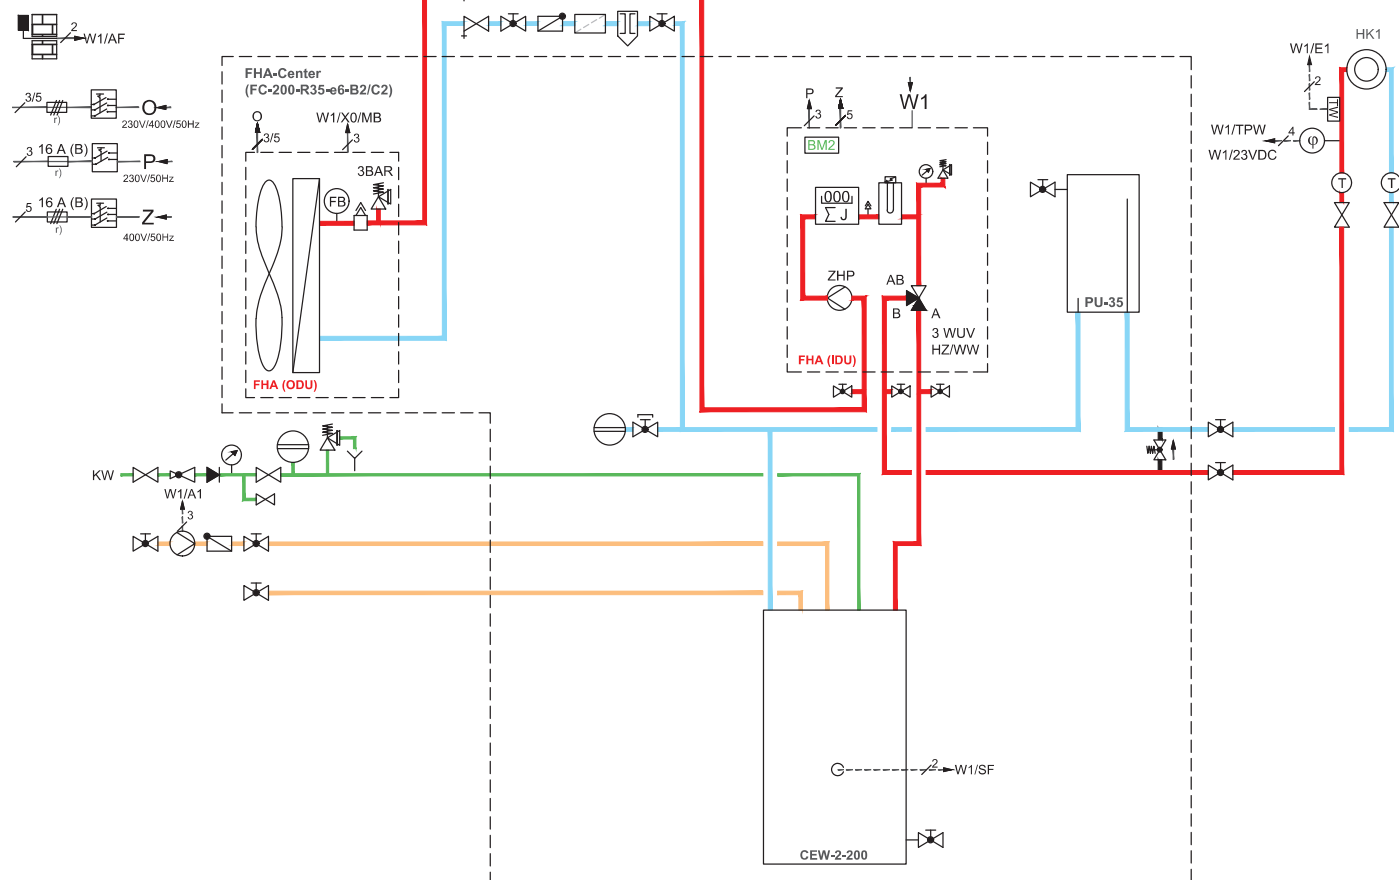 2
W1/AF
3/5
r)
O
230V/400V/50Hz
3
16 A (B)
r)
P
230V/50Hz
5
16 A (B)
r)
Z
400V/50Hz
FHA-Center
(FC-200-R35-e6-B2/C2)
O
3/5
W1/X0/MB
3
3BAR
FB
FHA (ODU)
P
3
Z
5
W1
BM2
000
∑ J
ZHP
AB
B
A
3 WUV
HZ/WW
FHA (IDU)
PU-35
HK1
W1/E1
2
TW
W1/TPW
4
W1/23VDC
φ
T
T
KW
W1/A1
3
2
W1/SF
CEW-2-200